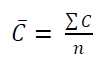 C̄ = ∑ C / n